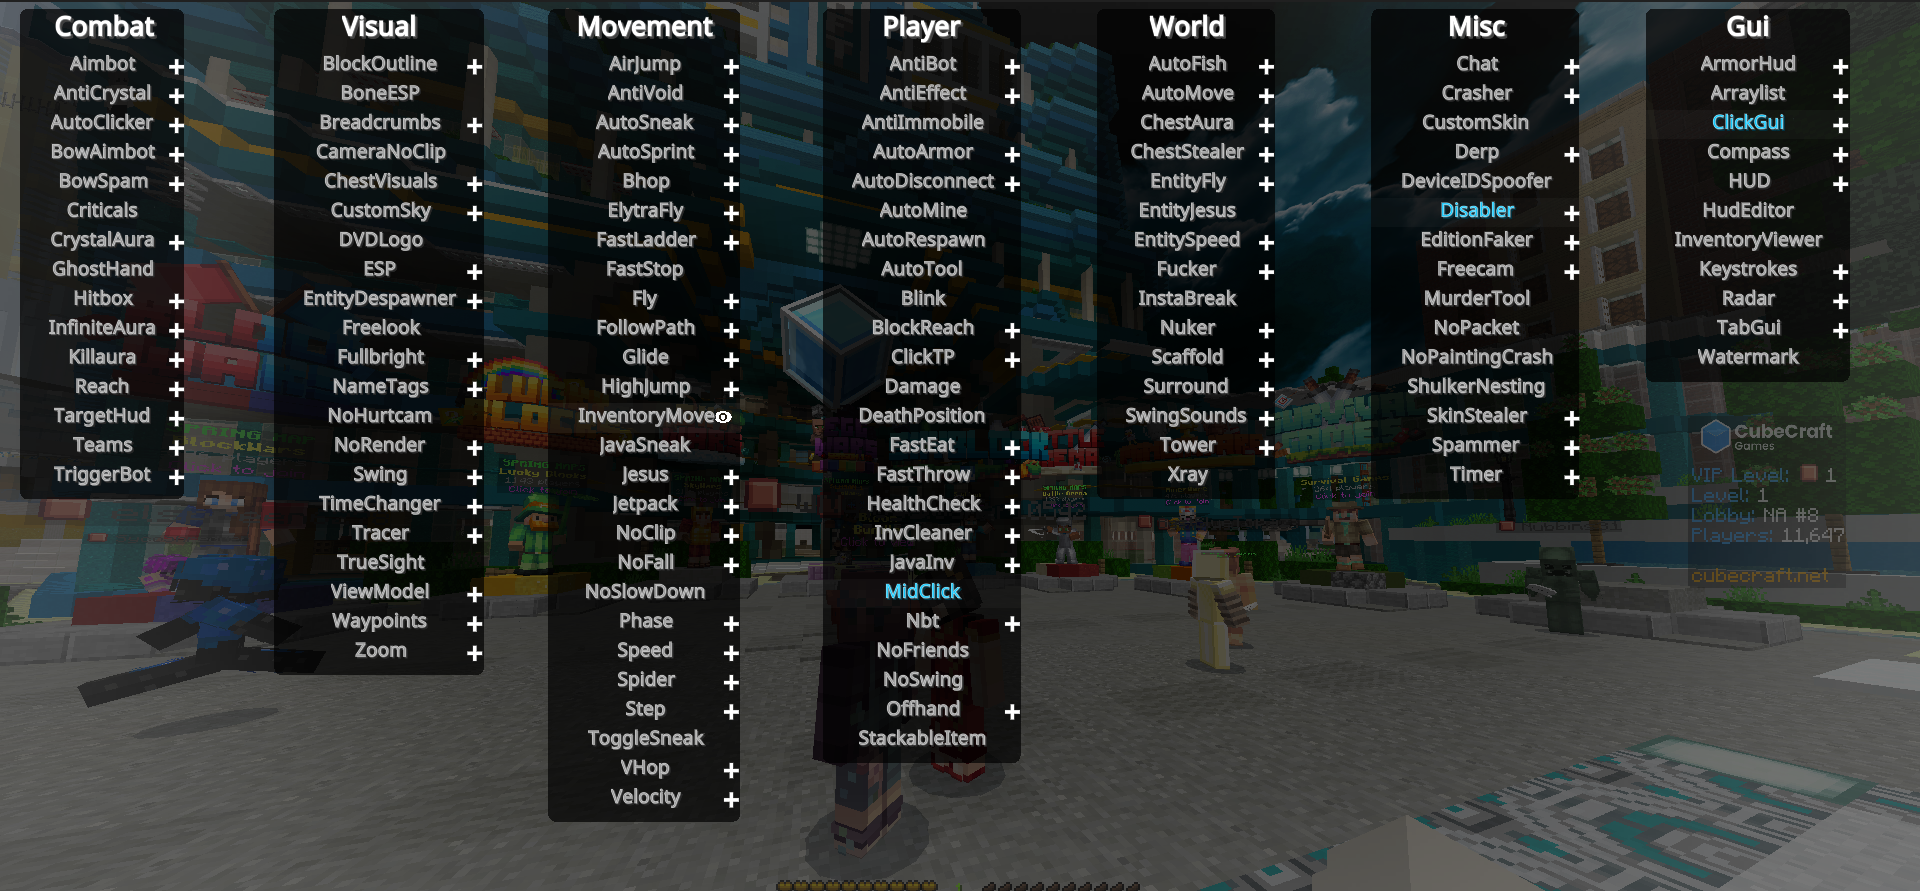 Combat
Aimbot
AntiCrystal
AutoClicker
BowAimbot
BowSpam
Criticals
CrystalAura
GhostHand
Hitbox
InfiniteAura
Killaura
Reach
TargetHud
Teams
TriggerBot
Visual
BlockOutline
BoneESP
Breadcrumbs
CameraNoClip
ChestVisuals
CustomSky
DVDLogo
ESP
EntityDespawner
Freelook
Fullbright
NameTags
NoHurtcam
NoRender
Swing
TimeChanger
Tracer
TrueSight
ViewModel
Waypoints
Zoom
Movement
AirJump
AntiVoid
AutoSneak
AutoSprint
Bhop
ElytraFly
FastLadder
FastStop
Fly
FollowPath
Glide
HighJump
InventoryMove
JavaSneak
Jesus
Jetpack
NoClip
NoFall
NoSlowDown
Phase
Speed
Spider
Step
ToggleSneak
VHop
Velocity
Player
AntiBot
AntiEffect
AntiImmobile
AutoArmor
AutoDisconnect
AutoMine
AutoRespawn
AutoTool
Blink
BlockReach
ClickTP
Damage
DeathPosition
FastEat
FastThrow
HealthCheck
InvCleaner
JavaInv
MidClick
Nbt
NoFriends
NoSwing
Offhand
StackableItem
World
AutoFish
AutoMove
ChestAura
ChestStealer
EntityFly
EntityJesus
EntitySpeed
Fucker
InstaBreak
Nuker
Scaffold
Surround
SwingSounds
Tower
Xray
Misc
Chat
Crasher
CustomSkin
Derp
DeviceIDSpoofer
Disabler
EditionFaker
Freecam
MurderTool
NoPacket
NoPaintingCrash
ShulkerNesting
SkinStealer
Spammer
Timer
Gui
ArmorHud
Arraylist
ClickGui
Compass
HUD
HudEditor
InventoryViewer
Keystrokes
Radar
TabGui
Watermark
CubeCraft
Games
VIP Level: 1
Level: 1
Lobby: NA #8
Players: 11,647
cubecraft.net